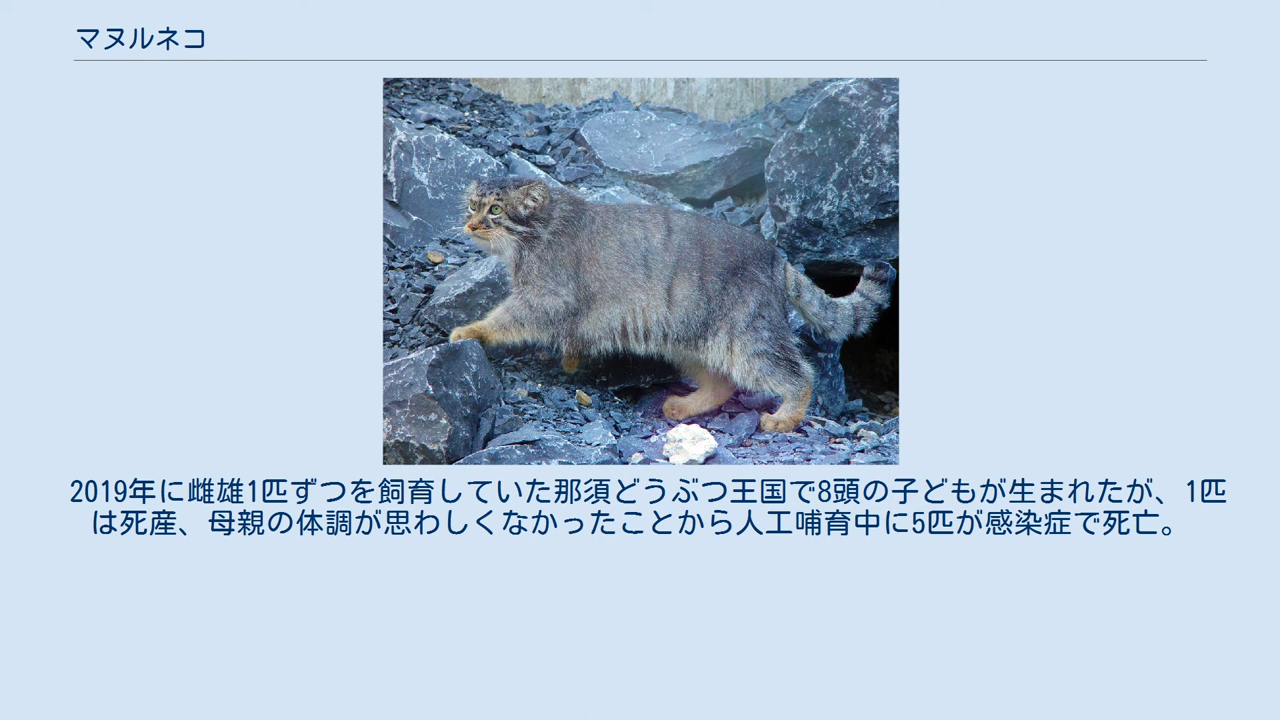 マヌルネコ
2019年に雌雄1匹ずつを飼育していた那須どうぶつ王国で8頭の子どもが生まれたが、1匹
は死産、母親の体調が思わしくなかったことから人工哺育中に5匹が感染症で死亡。